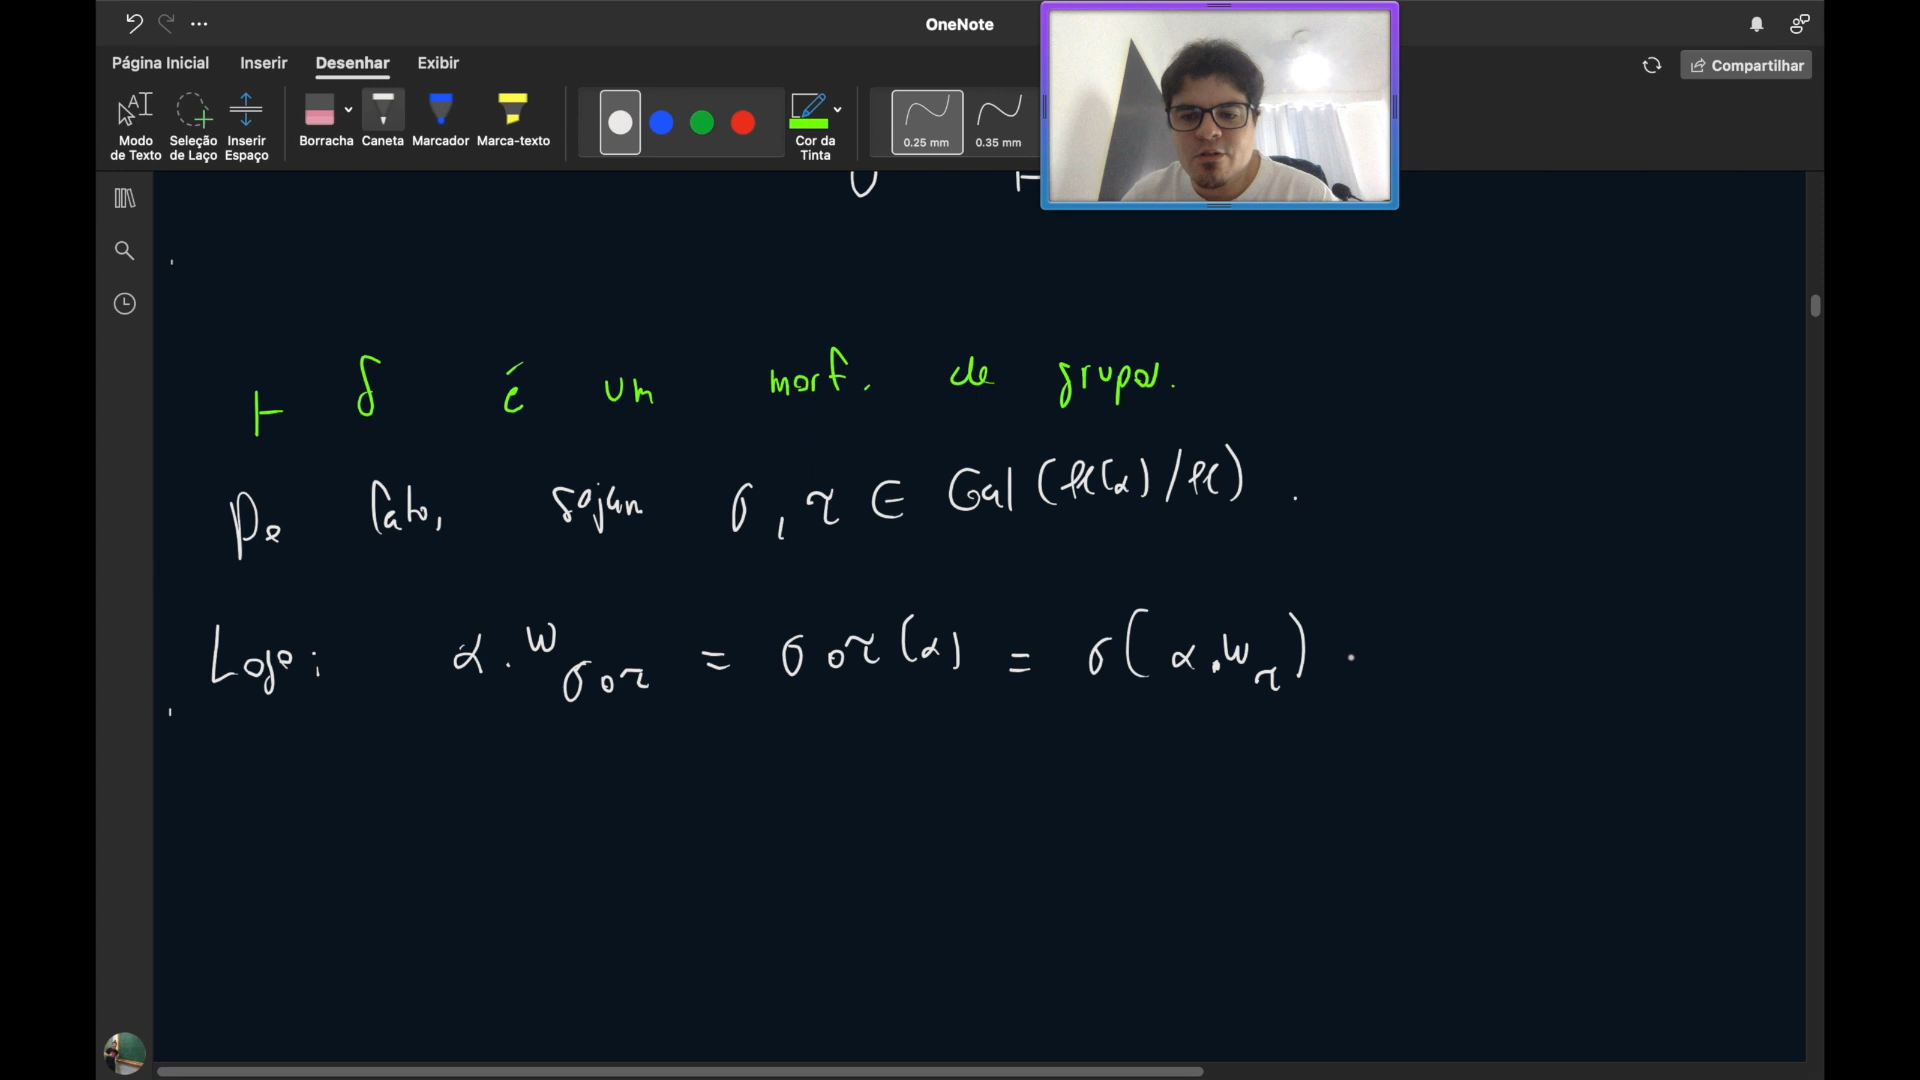 OneNote
Página Inicial Inserir Desenhar Exibir
Compartilhar
Modo de Texto
Seleção de Laço
Inserir Espaço
Borracha
Caneta
Marcador
Marca-texto
Cor da Tinta
0.25 mm
0.35 mm
⊢ δ é um morf. de grupos.
De fato, sejam σ, τ ∈ Gal(K(α)/K).
Logo: α.w_{σ∘τ} = σ∘τ(α) = σ(α.w_τ).